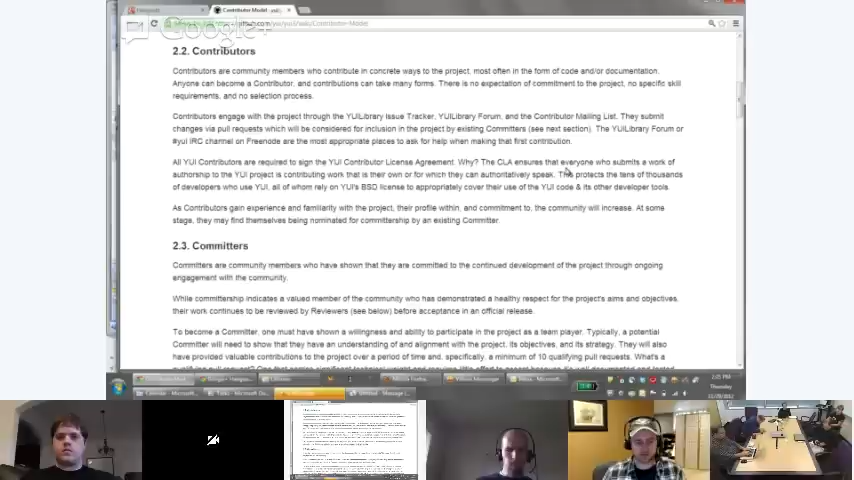 Contributor Model
Google+
2.2. Contributors
Contributors are community members who contribute in concrete ways to the project, most often in the form of code and/or documentation.
Anyone can become a Contributor, and contributions can take many forms. There is no expectation of commitment to the project, no specific skill
requirements, and no selection process.
Contributors engage with the project through the YUILibrary Issue Tracker, YUILibrary Forum, and the Contributor Mailing List. They submit
changes via pull requests which will be considered for inclusion in the project by existing Committers (see next section). The YUILibrary Forum or
#yui IRC channel on Freenode are the most appropriate places to ask for help when making that first contribution.
All YUI Contributors are required to sign the YUI Contributor License Agreement. Why? The CLA ensures that everyone who submits a work of
authorship to the YUI project is contributing work that is their own or for which they can authoritatively speak. This protects the tens of thousands
of developers who use YUI, all of whom rely on YUI's BSD license to appropriately cover their use of the YUI code & its other developer tools.
As Contributors gain experience and familiarity with the project, their profile within, and commitment to, the community will increase. At some
stage, they may find themselves being nominated for committership by an existing Committer.
2.3. Committers
Committers are community members who have shown that they are committed to the continued development of the project through ongoing
engagement with the community.
While committership indicates a valued member of the community who has demonstrated a healthy respect for the project's aims and objectives,
their work continues to be reviewed by Reviewers (see below) before acceptance in an official release.
To become a Committer, one must have shown a willingness and ability to participate in the project as a team player. Typically, a potential
Committer will need to show that they have an understanding of and alignment with the project, its objectives, and its strategy. They will also
have provided valuable contributions to the project over a period of time and, specifically, a minimum of 10 qualifying pull requests. What's a
Thursday